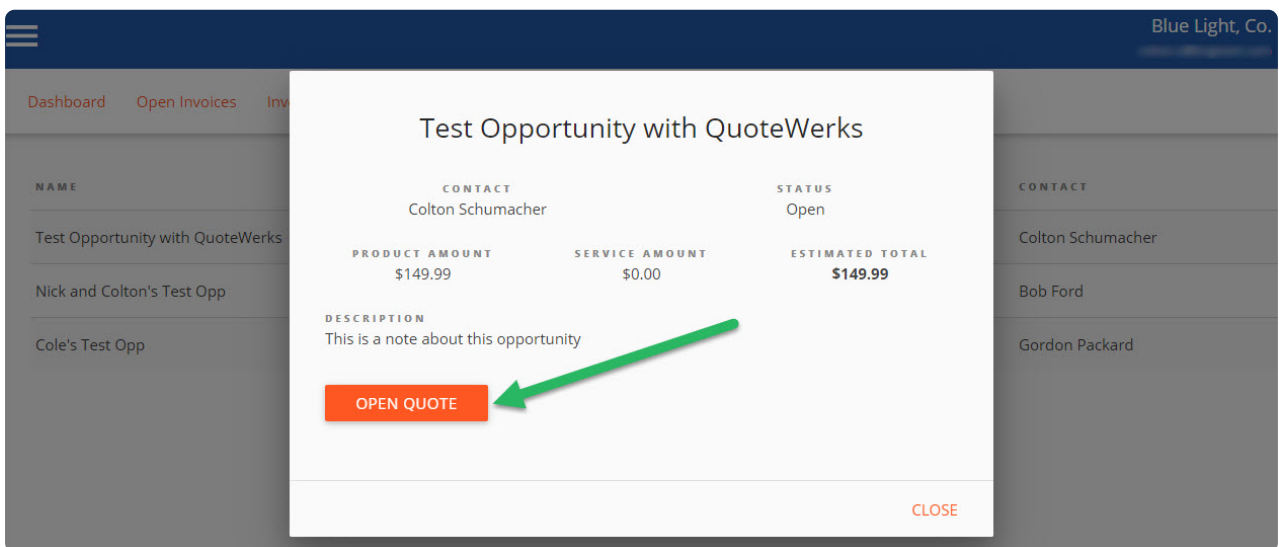 Blue Light, Co.
Dashboard Open Invoices Inv
Test Opportunity with QuoteWerks
NAME CONTACT STATUS CONTACT
Colton Schumacher Open
Test Opportunity with QuoteWerks Colton Schumacher
PRODUCT AMOUNT SERVICE AMOUNT ESTIMATED TOTAL
$149.99 $0.00 $149.99
Nick and Colton's Test Opp Bob Ford
DESCRIPTION
This is a note about this opportunity
Cole's Test Opp Gordon Packard
OPEN QUOTE
CLOSE